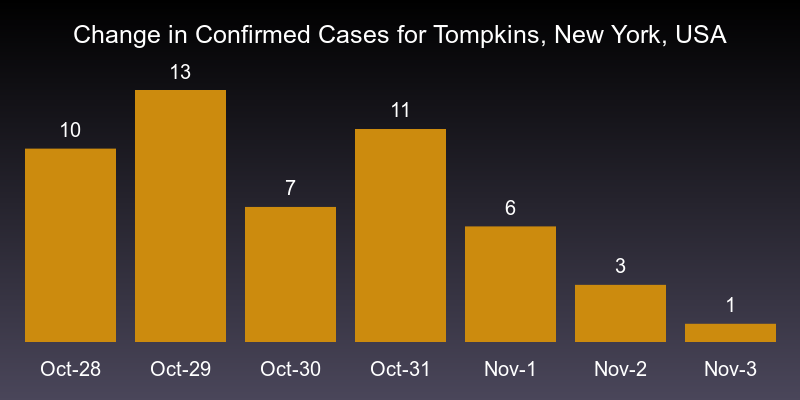 Change in Confirmed Cases for Tompkins, New York, USA
10
13
7
11
6
3
1
Oct-28
Oct-29
Oct-30
Oct-31
Nov-1
Nov-2
Nov-3